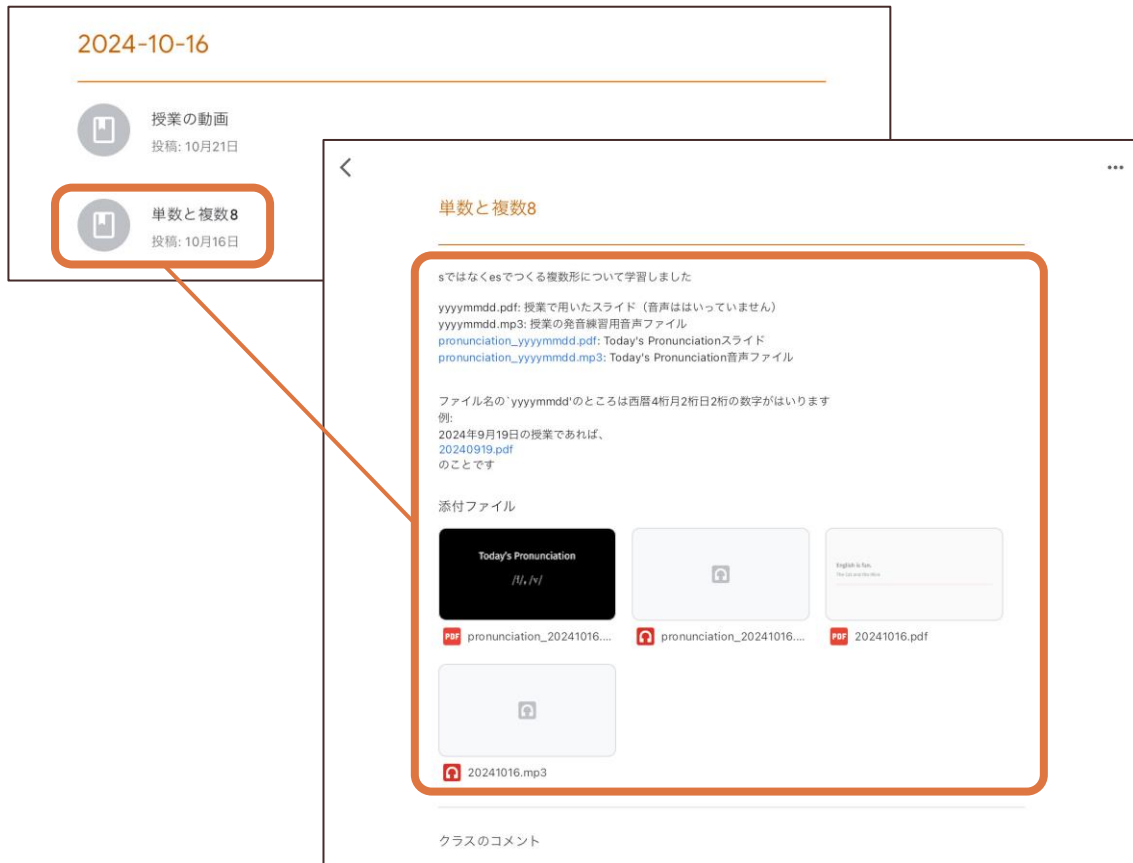 2024-10-16
授業の動画
投稿: 10月21日
単数と複数8
投稿: 10月16日
単数と複数8
sではなくesでつくる複数形について学習しました
yyyymmdd.pdf: 授業で用いたスライド（音声ははいっていません）
yyyymmdd.mp3: 授業の発音練習用音声ファイル
pronunciation_yyyymmdd.pdf: Today's Pronunciationスライド
pronunciation_yyyymmdd.mp3: Today's Pronunciation音声ファイル
ファイル名の`yyyymmdd'のところは西暦4桁月2桁日2桁の数字がはいります
例:
2024年9月19日の授業であれば、
20240919.pdf
のことです
添付ファイル
Today's Pronunciation
/f/, /v/
English is fun.
PDF pronunciation_20241016....
pronunciation_20241016....
PDF 20241016.pdf
20241016.mp3
クラスのコメント